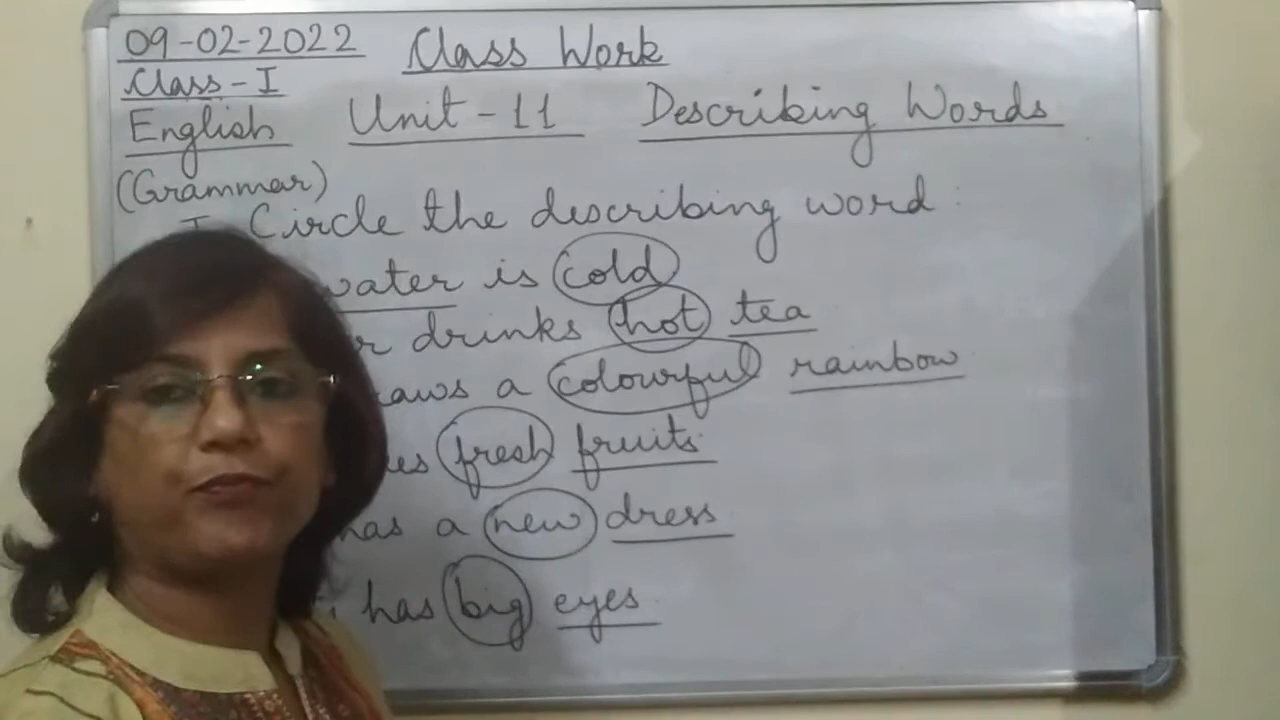 09-02-2022 Class Work
Class-I
English Unit-11 Describing Words
(Grammar)
I. Circle the describing word:
water is cold
drinks hot tea
a colourful rainbow
fresh fruits.
has a new dress
has big eyes.